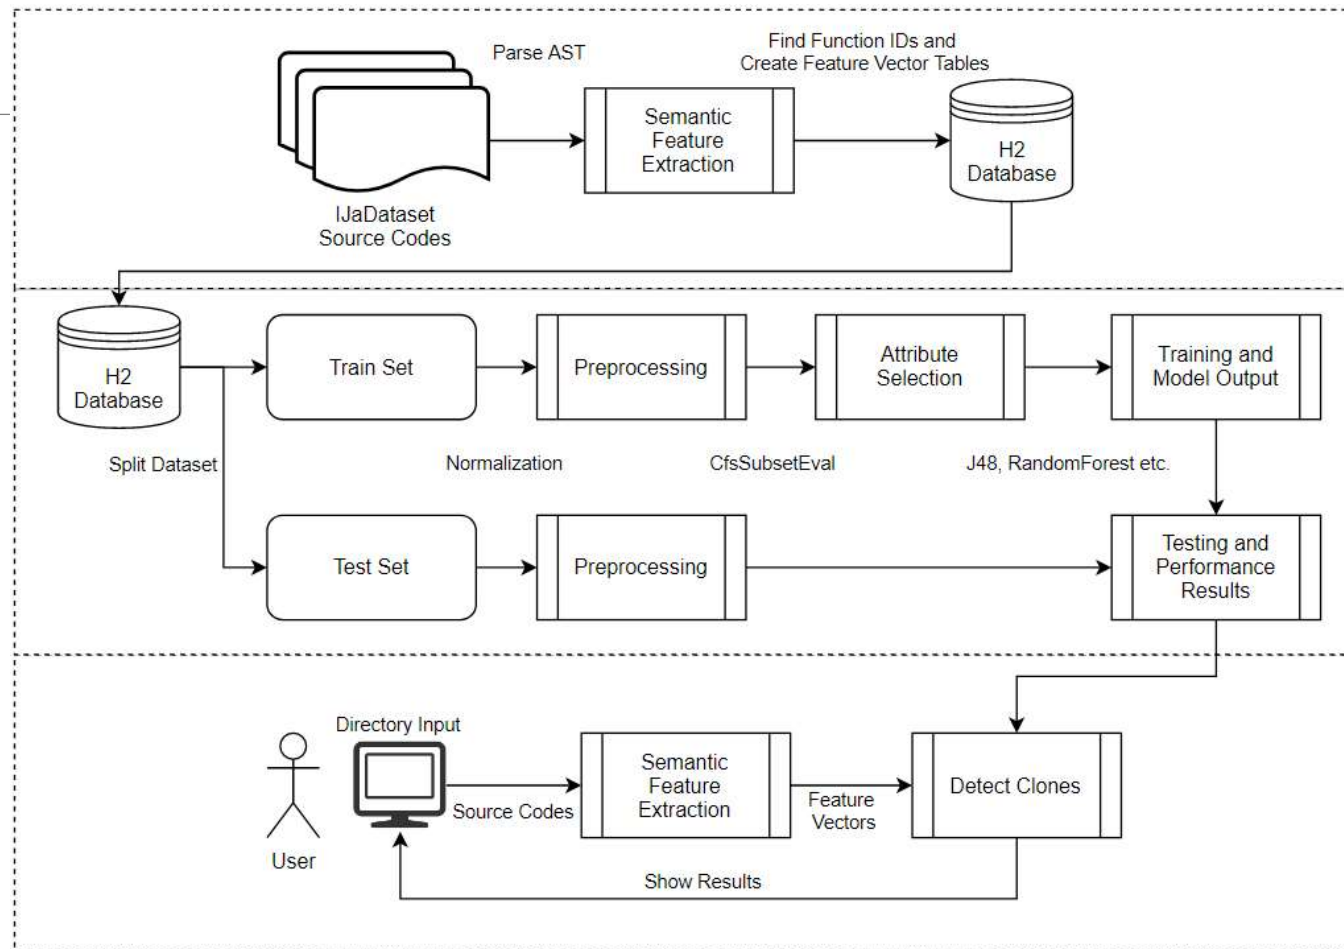 Parse AST
Find Function IDs and
Create Feature Vector Tables
Semantic
Feature
Extraction
H2
Database
IJaDataset
Source Codes
H2
Database
Train Set
Preprocessing
Attribute
Selection
Training and
Model Output
Split Dataset
Normalization
CfsSubsetEval
J48, RandomForest etc.
Test Set
Preprocessing
Testing and
Performance
Results
Directory Input
User
Source Codes
Semantic
Feature
Extraction
Feature
Vectors
Detect Clones
Show Results